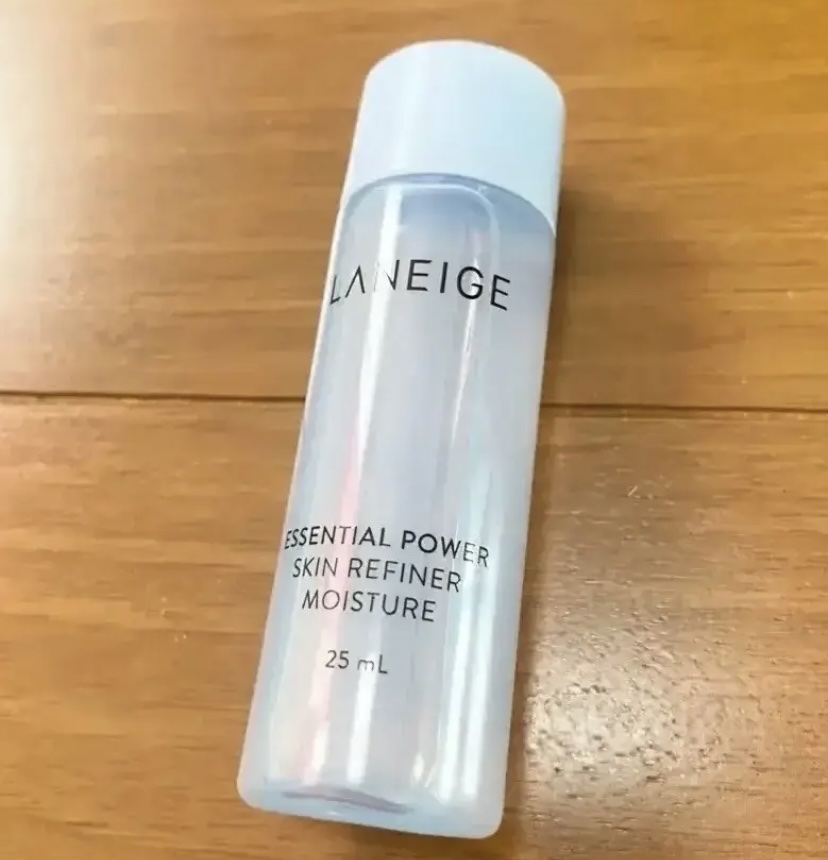 LANEIGE
ESSENTIAL POWER
SKIN REFINER
MOISTURE
25 mL